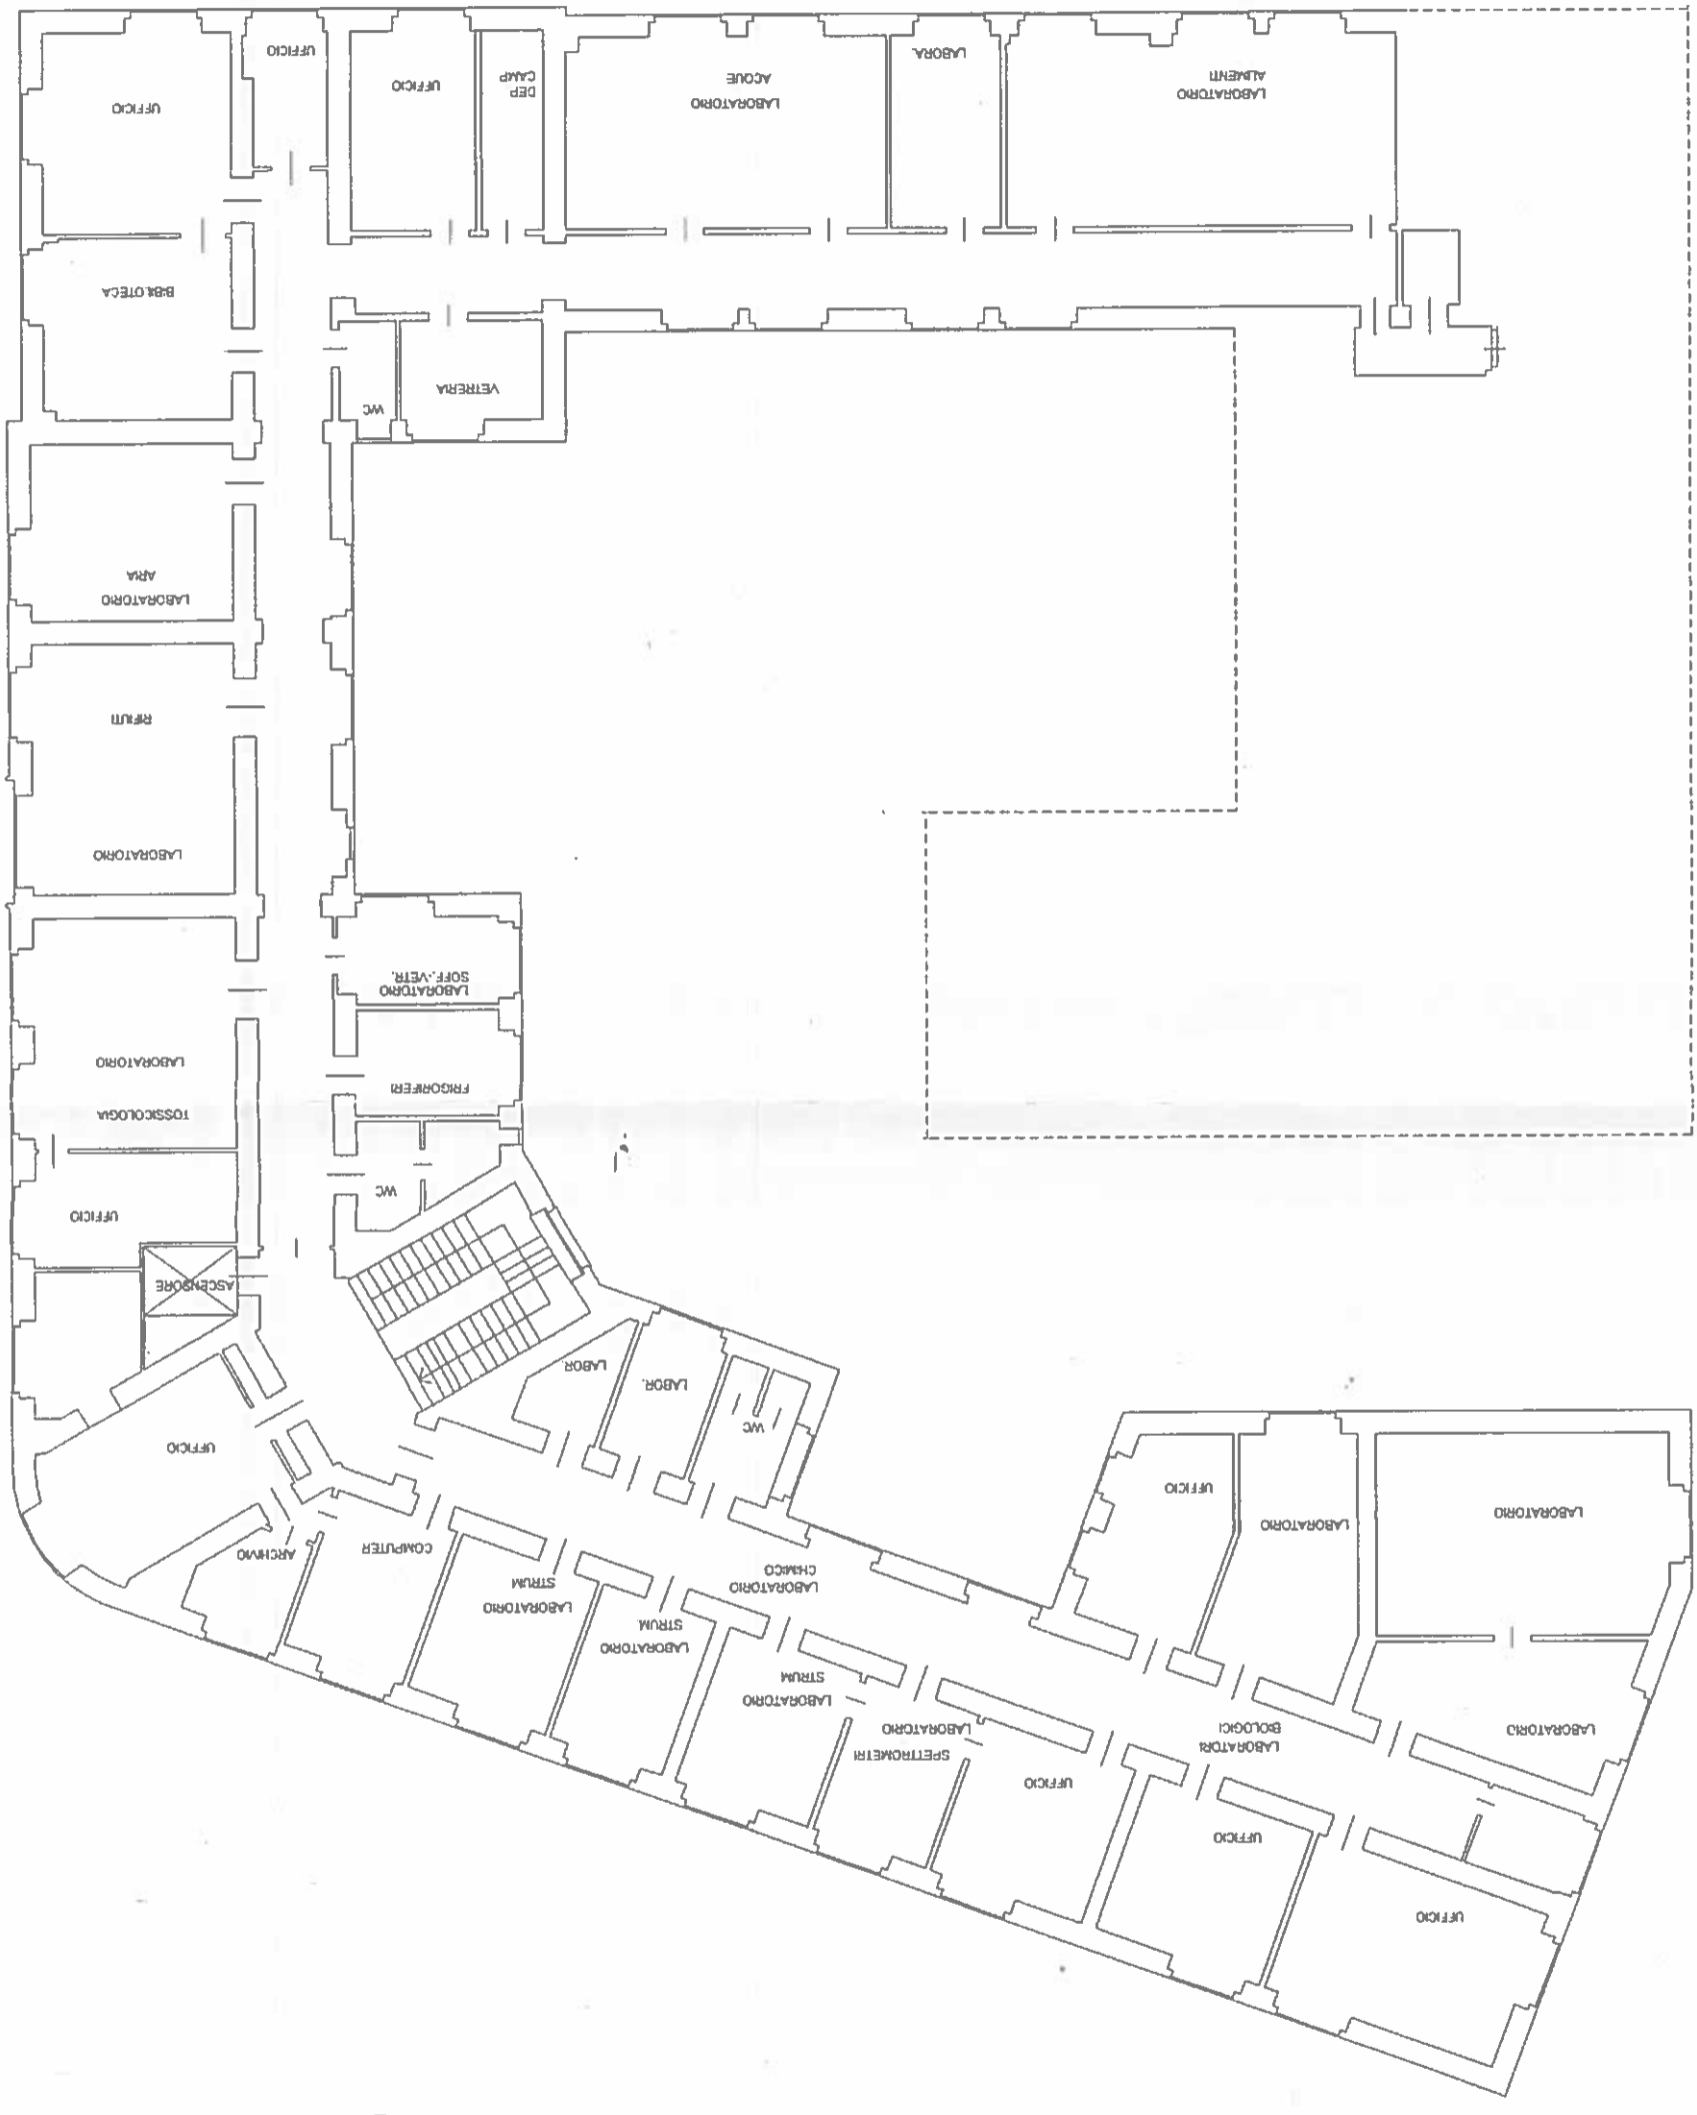 UFFICIO
UFFICIO
UFFICIO
SPETTROMETRI
LABORATORIO
LABORATORIO
LABORATORI
BIOLOGICI
LABORATORIO
STRUM
LABORATORIO
STRUM
LABORATORIO
STRUM
LABORATORIO
CHIMICO
COMPUTER
ARCHIVIO
LABORATORIO
LABORATORIO
UFFICIO
UFFICIO
WC
LABOR.
LABOR.
ASCENSORE
UFFICIO
WC
TOSSICOLOGIA
LABORATORIO
FRIGORIFERI
LABORATORIO
SOFF.-VETR.
LABORATORIO
RIFIUTI
LABORATORIO
ARIA
WC
VETRERIA
BIBLIOTECA
LABORATORIO
ALIMENTI
LABORA.
LABORATORIO
ACQUE
DEP
CAMP
UFFICIO
UFFICIO
UFFICIO